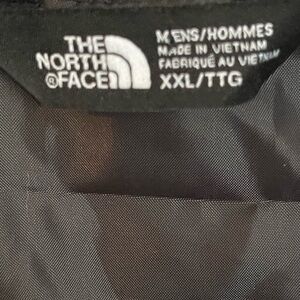 THE
NORTH
®FACE
MENS/HOMMES
MADE IN VIETNAM
FABRIQUÉ AU VIETNAM
XXL/TTG